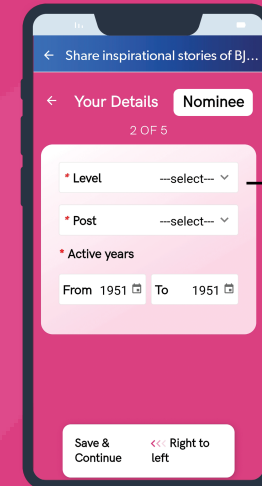 ← Share inspirational stories of BJ...
← Your Details Nominee
2 OF 5
* Level ---select---
* Post ---select---
* Active years
From 1951 To 1951
Save & Continue <<< Right to left